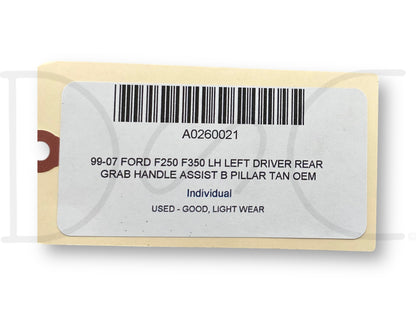 A0260021
99-07 FORD F250 F350 LH LEFT DRIVER REAR
GRAB HANDLE ASSIST B PILLAR TAN OEM
Individual
USED - GOOD, LIGHT WEAR